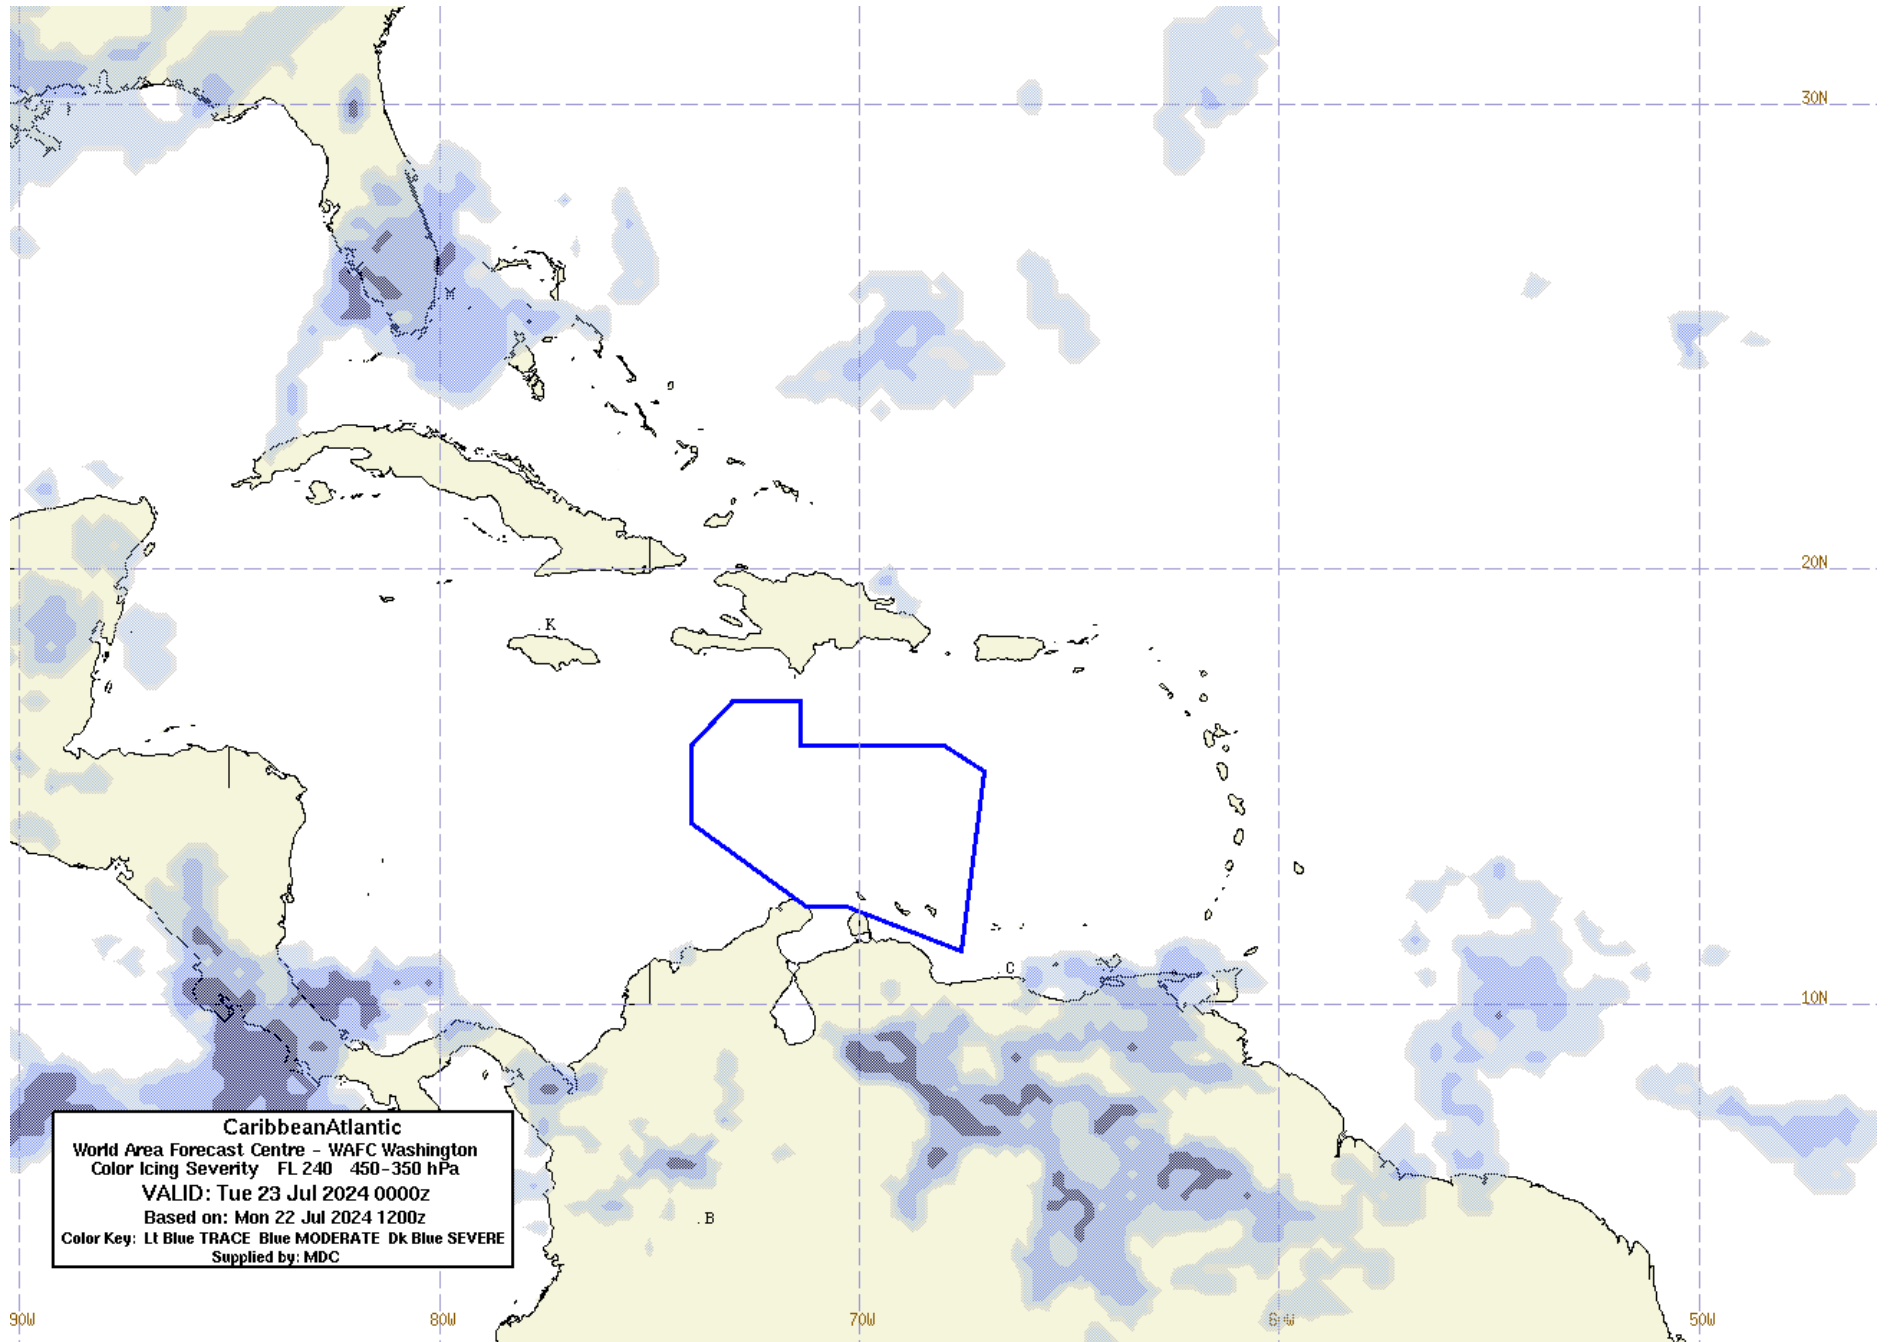 30N
.M
20N
.K
.C
10N
CaribbeanAtlantic
World Area Forecast Centre - WAFC Washington
Color Icing Severity FL 240 450-350 hPa
VALID: Tue 23 Jul 2024 0000z
Based on: Mon 22 Jul 2024 1200z
Color Key: Lt Blue TRACE Blue MODERATE Dk Blue SEVERE
Supplied by: MDC
.B
90W 80W 70W 60W 50W